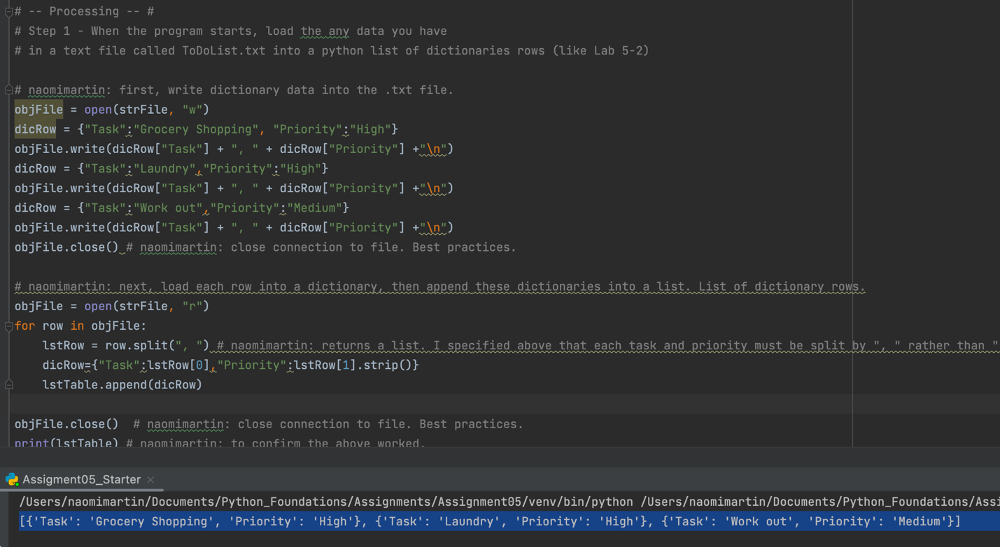 # -- Processing -- #
# Step 1 - When the program starts, load the any data you have
# in a text file called ToDoList.txt into a python list of dictionaries rows (like Lab 5-2)
# naomimartin: first, write dictionary data into the .txt file.
objFile = open(strFile, "w")
dicRow = {"Task":"Grocery Shopping", "Priority":"High"}
objFile.write(dicRow["Task"] + ", " + dicRow["Priority"] +"\n")
dicRow = {"Task":"Laundry","Priority":"High"}
objFile.write(dicRow["Task"] + ", " + dicRow["Priority"] +"\n")
dicRow = {"Task":"Work out","Priority":"Medium"}
objFile.write(dicRow["Task"] + ", " + dicRow["Priority"] +"\n")
objFile.close() # naomimartin: close connection to file. Best practices.
# naomimartin: next, load each row into a dictionary, then append these dictionaries into a list. List of dictionary rows.
objFile = open(strFile, "r")
for row in objFile:
    lstRow = row.split(", ") # naomimartin: returns a list. I specified above that each task and priority must be split by ", " rather than "
    dicRow={"Task":lstRow[0],"Priority":lstRow[1].strip()}
    lstTable.append(dicRow)
objFile.close()  # naomimartin: close connection to file. Best practices.
print(lstTable) # naomimartin: to confirm the above worked.
Assigment05_Starter
/Users/naomimartin/Documents/Python_Foundations/Assignments/Assignment05/venv/bin/python /Users/naomimartin/Documents/Python_Foundations/Assi
[{'Task': 'Grocery Shopping', 'Priority': 'High'}, {'Task': 'Laundry', 'Priority': 'High'}, {'Task': 'Work out', 'Priority': 'Medium'}]